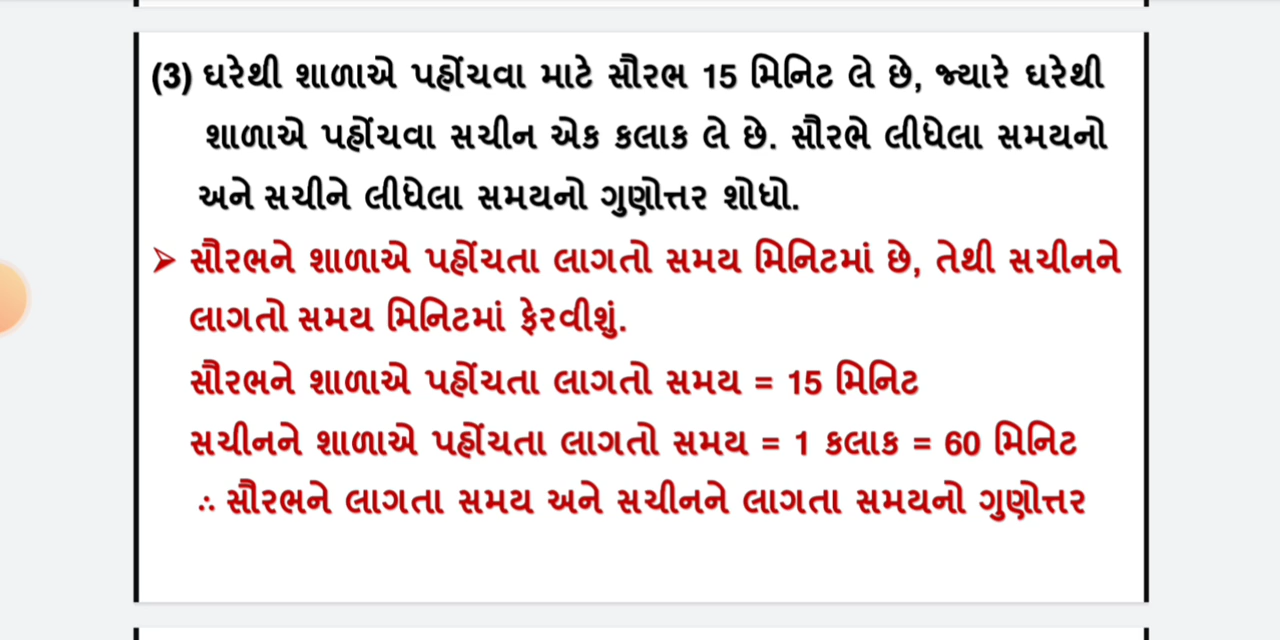 (3) ઘરેથી શાળાએ પહોંચવા માટે સૌરભ 15 મિનિટ લે છે, જ્યારે ઘરેથી
શાળાએ પહોંચવા સચીન એક કલાક લે છે. સૌરભે લીધેલા સમયનો
અને સચીને લીધેલા સમયનો ગુણોત્તર શોધો.
➢ સૌરભને શાળાએ પહોંચતા લાગતો સમય મિનિટમાં છે, તેથી સચીનને
લાગતો સમય મિનિટમાં ફેરવીશું.
સૌરભને શાળાએ પહોંચતા લાગતો સમય = 15 મિનિટ
સચીનને શાળાએ પહોંચતા લાગતો સમય = 1 કલાક = 60 મિનિટ
∴ સૌરભને લાગતા સમય અને સચીનને લાગતા સમયનો ગુણોત્તર